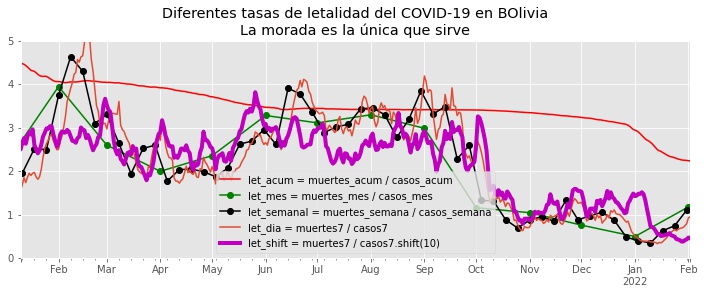 Diferentes tasas de letalidad del COVID-19 en BOlivia
La morada es la única que sirve
5
4
3
2
1
0
let_acum = muertes_acum / casos_acum
let_mes = muertes_mes / casos_mes
let_semanal = muertes_semana / casos_semana
let_dia = muertes7 / casos7
let_shift = muertes7 / casos7.shift(10)
Feb Mar Apr May Jun Jul Aug Sep Oct Nov Dec Jan Feb
2022